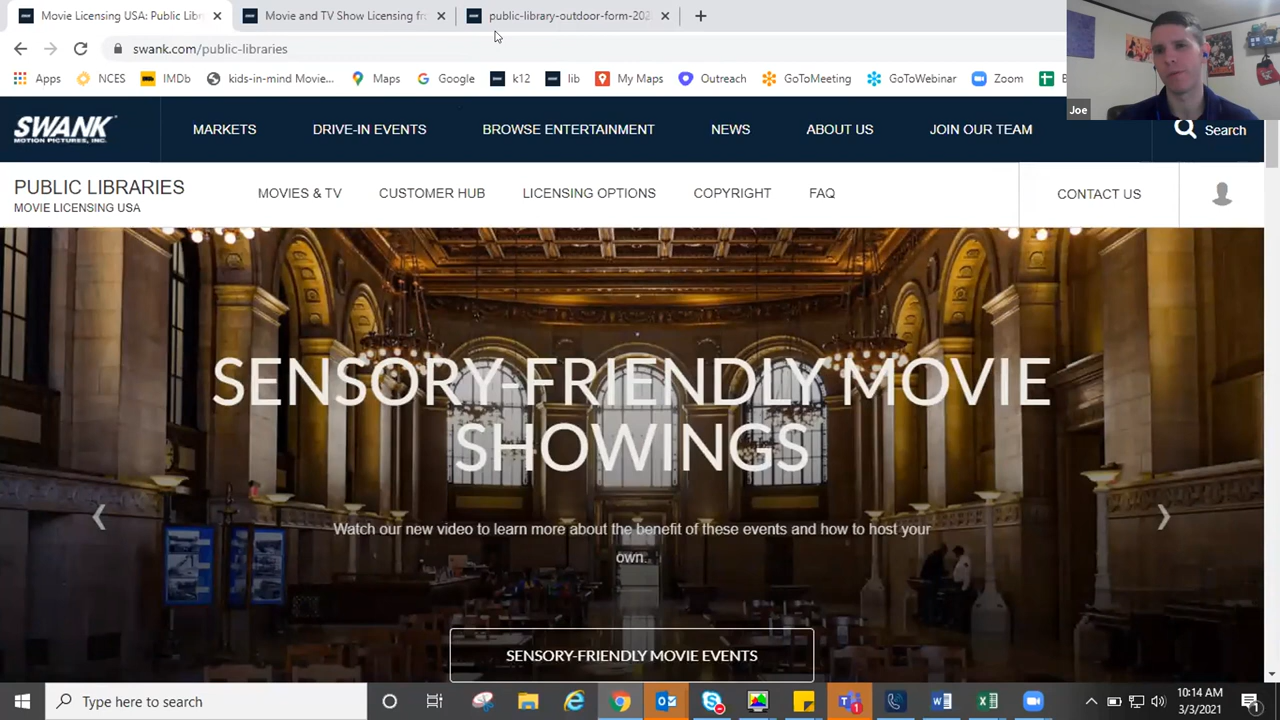 Movie Licensing USA: Public Libr
Movie and TV Show Licensing fr
public-library-outdoor-form-202
swank.com/public-libraries
Apps
NCES
IMDb
kids-in-mind Movie...
Maps
Google
k12
lib
My Maps
Outreach
GoToMeeting
GoToWebinar
Zoom
Joe
SWANK
MOTION PICTURES, INC.
MARKETS
DRIVE-IN EVENTS
BROWSE ENTERTAINMENT
NEWS
ABOUT US
JOIN OUR TEAM
Search
PUBLIC LIBRARIES
MOVIE LICENSING USA
MOVIES & TV
CUSTOMER HUB
LICENSING OPTIONS
COPYRIGHT
FAQ
CONTACT US
SENSORY-FRIENDLY MOVIE
SHOWINGS
Watch our new video to learn more about the benefit of these events and how to host your
own.
SENSORY-FRIENDLY MOVIE EVENTS
Type here to search
10:14 AM
3/3/2021